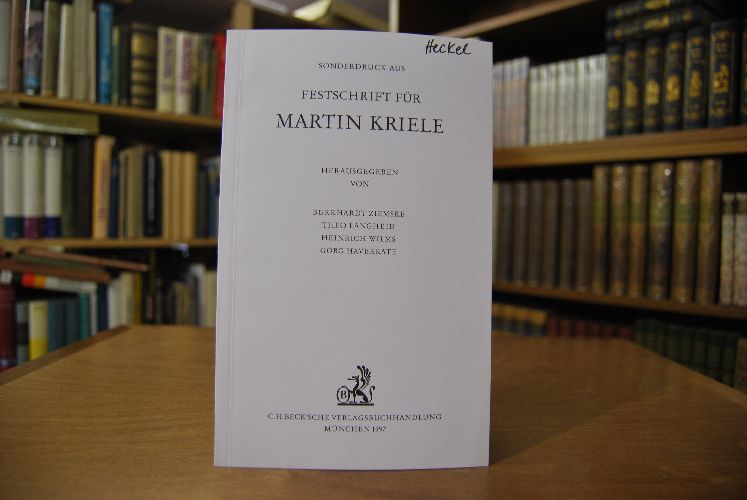 Heckel
SONDERDRUCK AUS
FESTSCHRIFT FÜR
MARTIN KRIELE
HERAUSGEGEBEN
VON
BURKHARDT ZIEMSKE
THEO LANGHEID
HEINRICH WILMS
GÖRG HAVERKATE
B
C.H.BECK'SCHE VERLAGSBUCHHANDLUNG
MÜNCHEN 1997